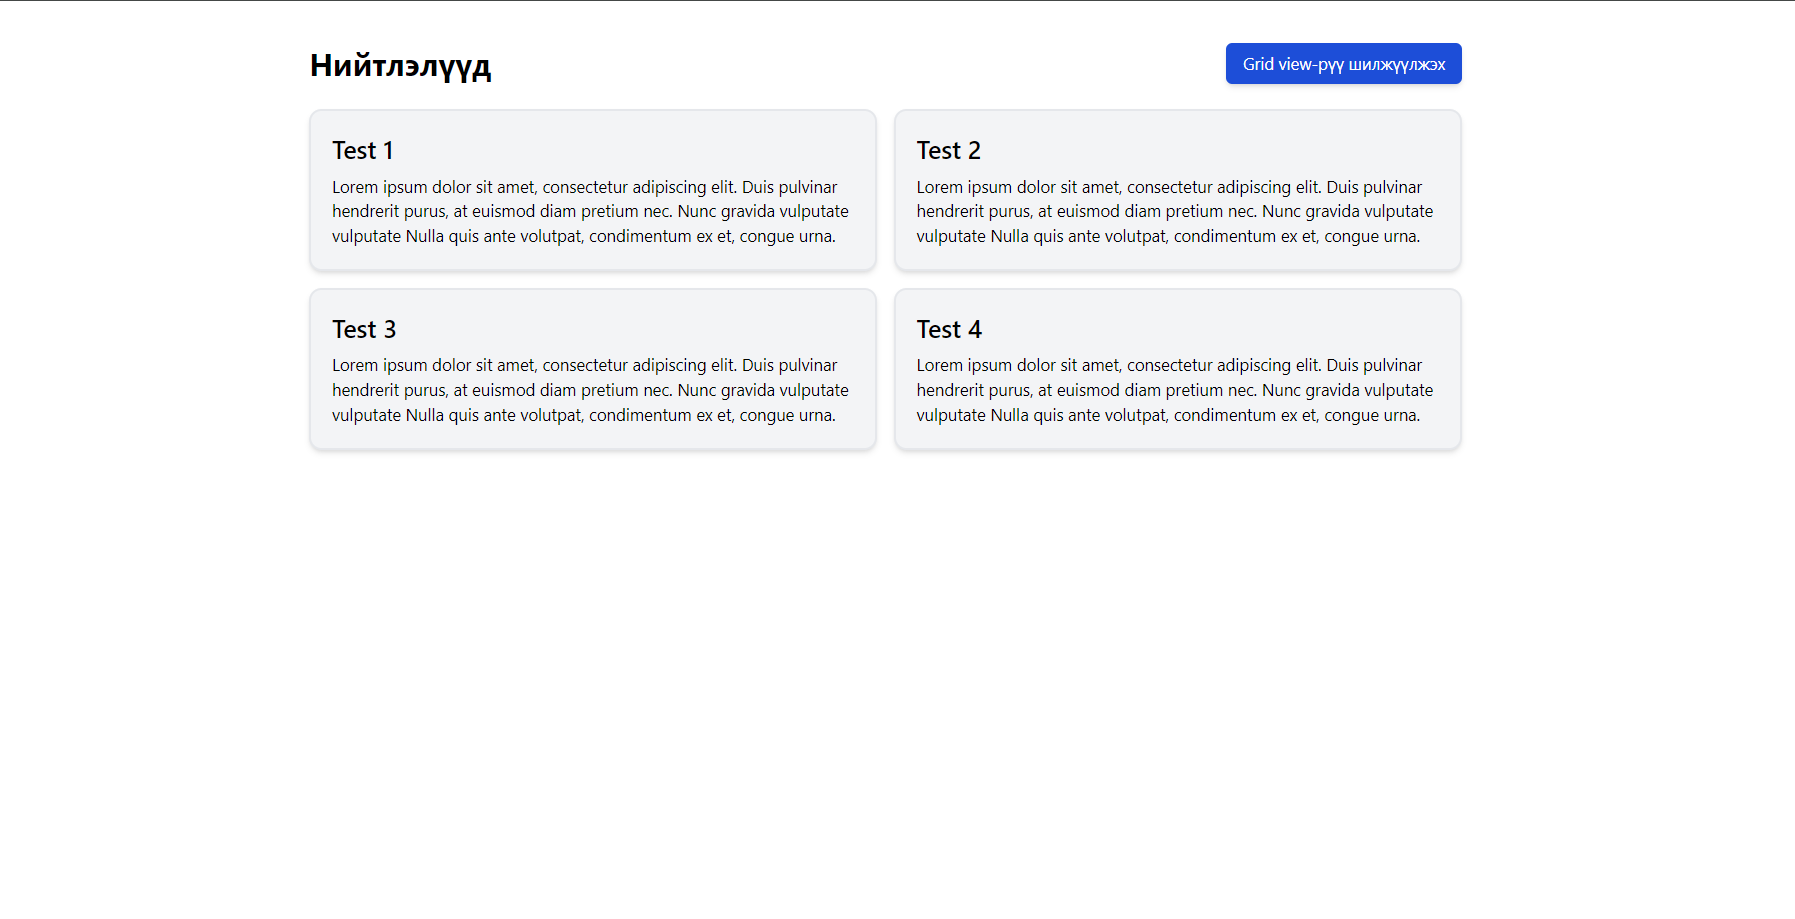 Нийтлэлүүд
Grid view-рүү шилжүүлжэх
Test 1
Lorem ipsum dolor sit amet, consectetur adipiscing elit. Duis pulvinar
hendrerit purus, at euismod diam pretium nec. Nunc gravida vulputate
vulputate Nulla quis ante volutpat, condimentum ex et, congue urna.
Test 2
Lorem ipsum dolor sit amet, consectetur adipiscing elit. Duis pulvinar
hendrerit purus, at euismod diam pretium nec. Nunc gravida vulputate
vulputate Nulla quis ante volutpat, condimentum ex et, congue urna.
Test 3
Lorem ipsum dolor sit amet, consectetur adipiscing elit. Duis pulvinar
hendrerit purus, at euismod diam pretium nec. Nunc gravida vulputate
vulputate Nulla quis ante volutpat, condimentum ex et, congue urna.
Test 4
Lorem ipsum dolor sit amet, consectetur adipiscing elit. Duis pulvinar
hendrerit purus, at euismod diam pretium nec. Nunc gravida vulputate
vulputate Nulla quis ante volutpat, condimentum ex et, congue urna.